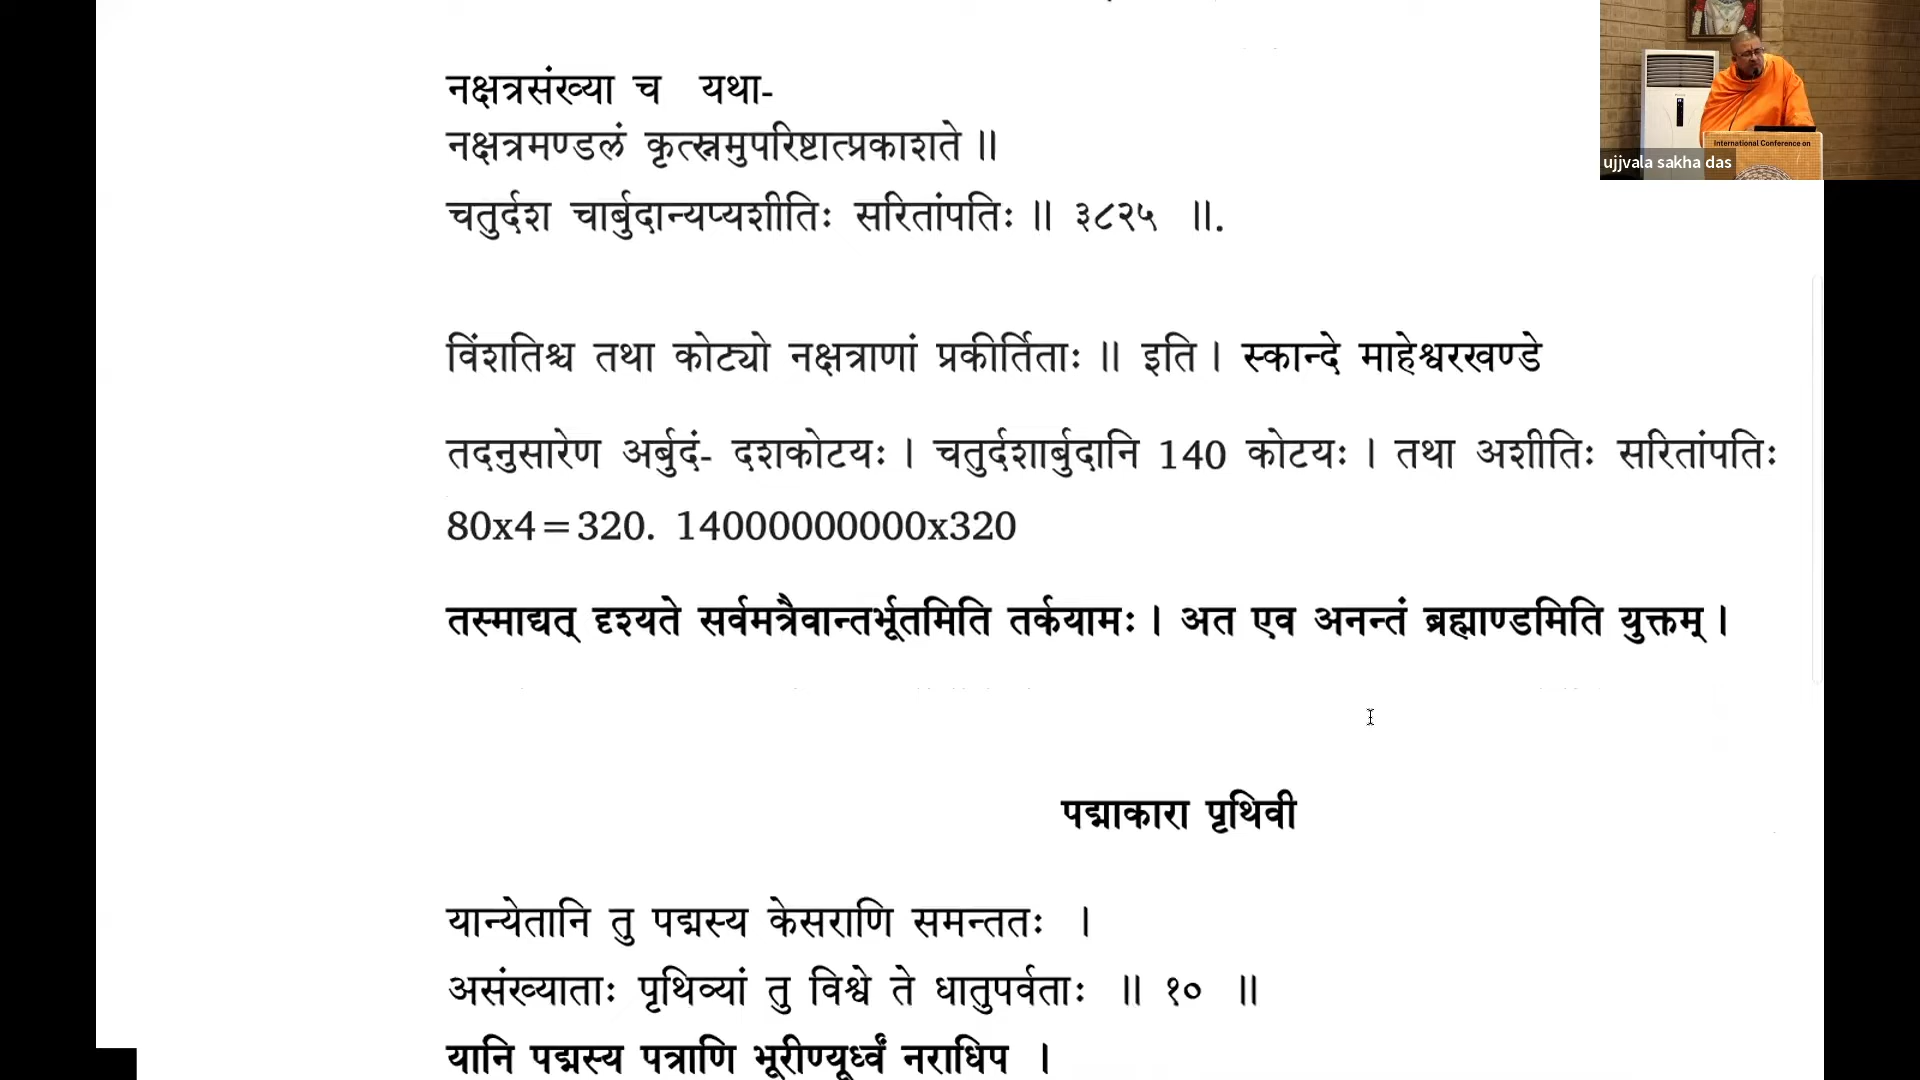 नक्षत्रसंख्या च यथा-
नक्षत्रमण्डलं कृत्स्नमुपरिष्टात्प्रकाशते ॥
चतुर्दश चार्बुदान्यप्यशीतिः सरितांपतिः ॥ ३८२५ ॥.
विंशतिश्च तथा कोट्यो नक्षत्राणां प्रकीर्तिताः ॥ इति । स्कान्दे माहेश्वरखण्डे
तदनुसारेण अर्बुदं- दशकोटयः । चतुर्दशार्बुदानि 140 कोटयः । तथा अशीतिः सरितांपतिः
80x4=320. 14000000000x320
तस्माद्यत् दृश्यते सर्वमत्रैवान्तर्भूतमिति तर्कयामः । अत एव अनन्तं ब्रह्माण्डमिति युक्तम् ।
पद्माकारा पृथिवी
यान्येतानि तु पद्मस्य केसराणि समन्ततः ।
असंख्याताः पृथिव्यां तु विश्वे ते धातुपर्वताः ॥ १० ॥
यानि पद्मस्य पत्राणि भूरीण्यूर्ध्वं नराधिप ।
International Conference on
ujjvala sakha das